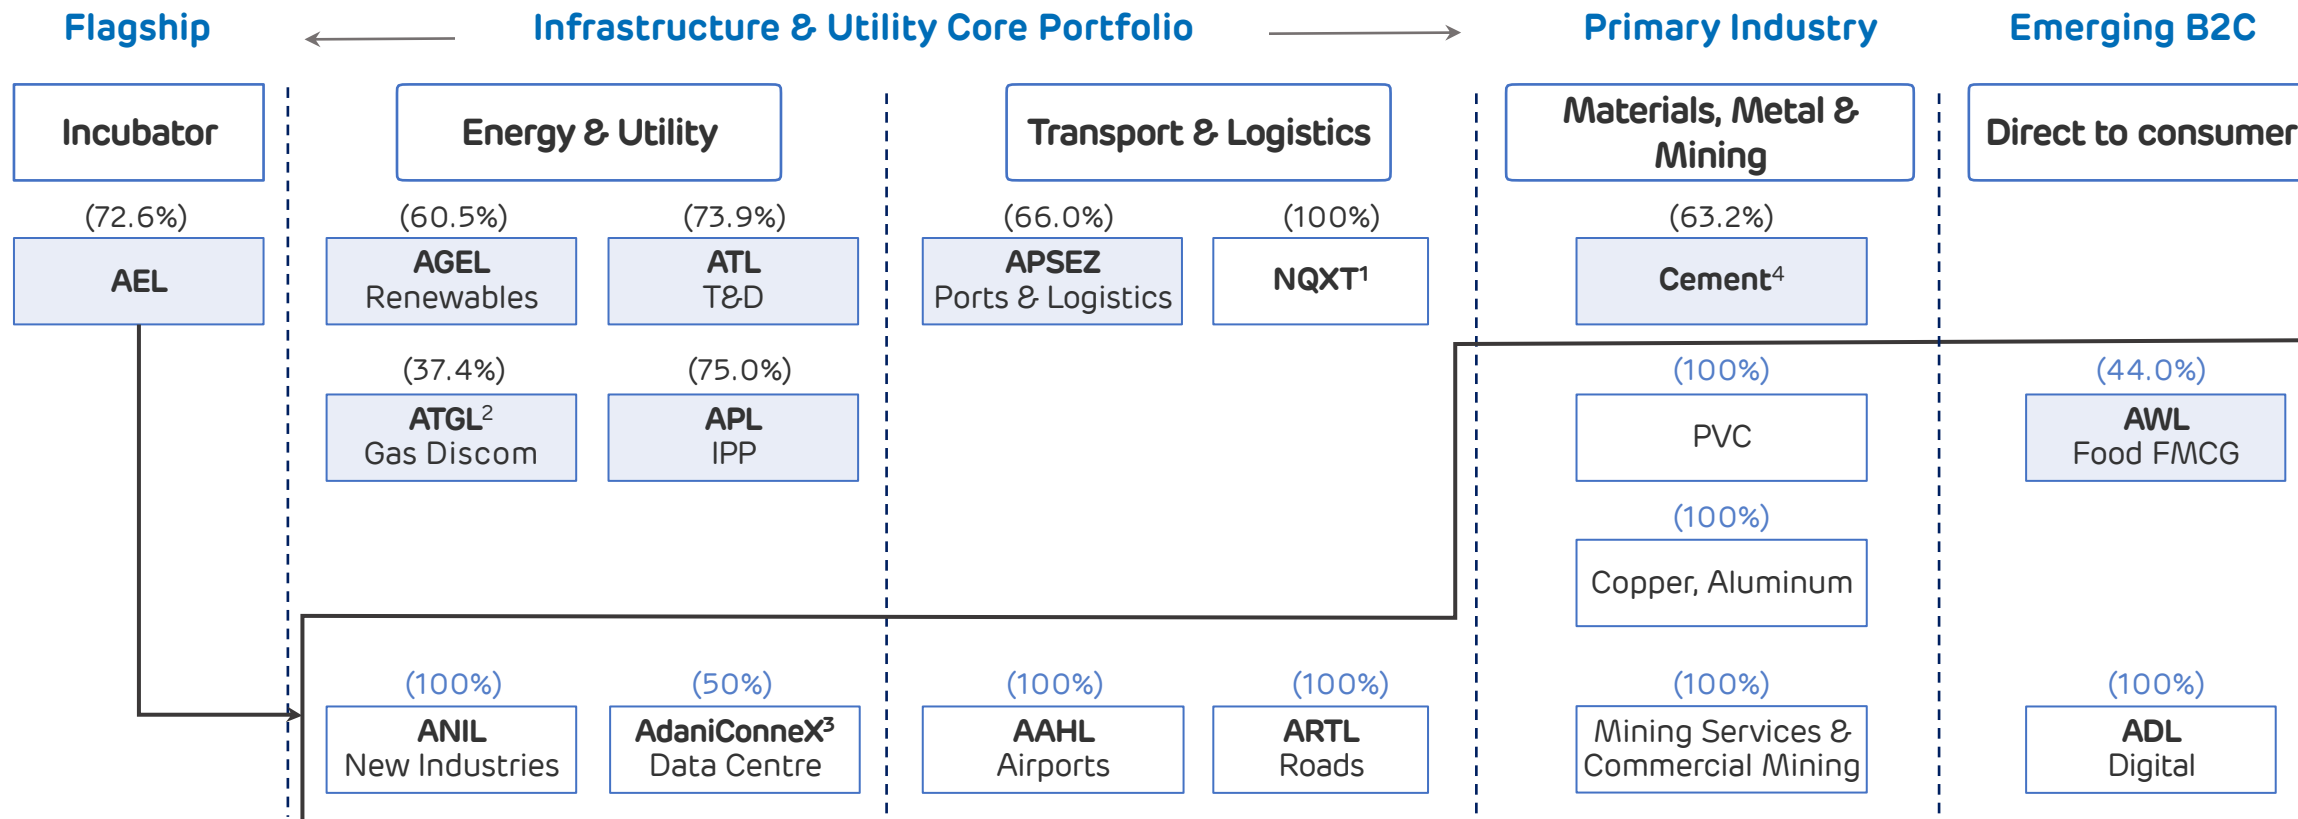 Flagship
Infrastructure & Utility Core Portfolio
Primary Industry
Emerging B2C
Incubator
Energy & Utility
Transport & Logistics
Materials, Metal &
Mining
Direct to consumer
(72.6%)
(60.5%)
(73.9%)
(66.0%)
(100%)
(63.2%)
AEL
AGEL
Renewables
ATL
T&D
APSEZ
Ports & Logistics
NQXT¹
Cement⁴
(37.4%)
(75.0%)
(100%)
(44.0%)
ATGL²
Gas Discom
APL
IPP
PVC
AWL
Food FMCG
(100%)
Copper, Aluminum
(100%)
(50%)
(100%)
(100%)
(100%)
(100%)
ANIL
New Industries
AdaniConneX³
Data Centre
AAHL
Airports
ARTL
Roads
Mining Services &
Commercial Mining
ADL
Digital